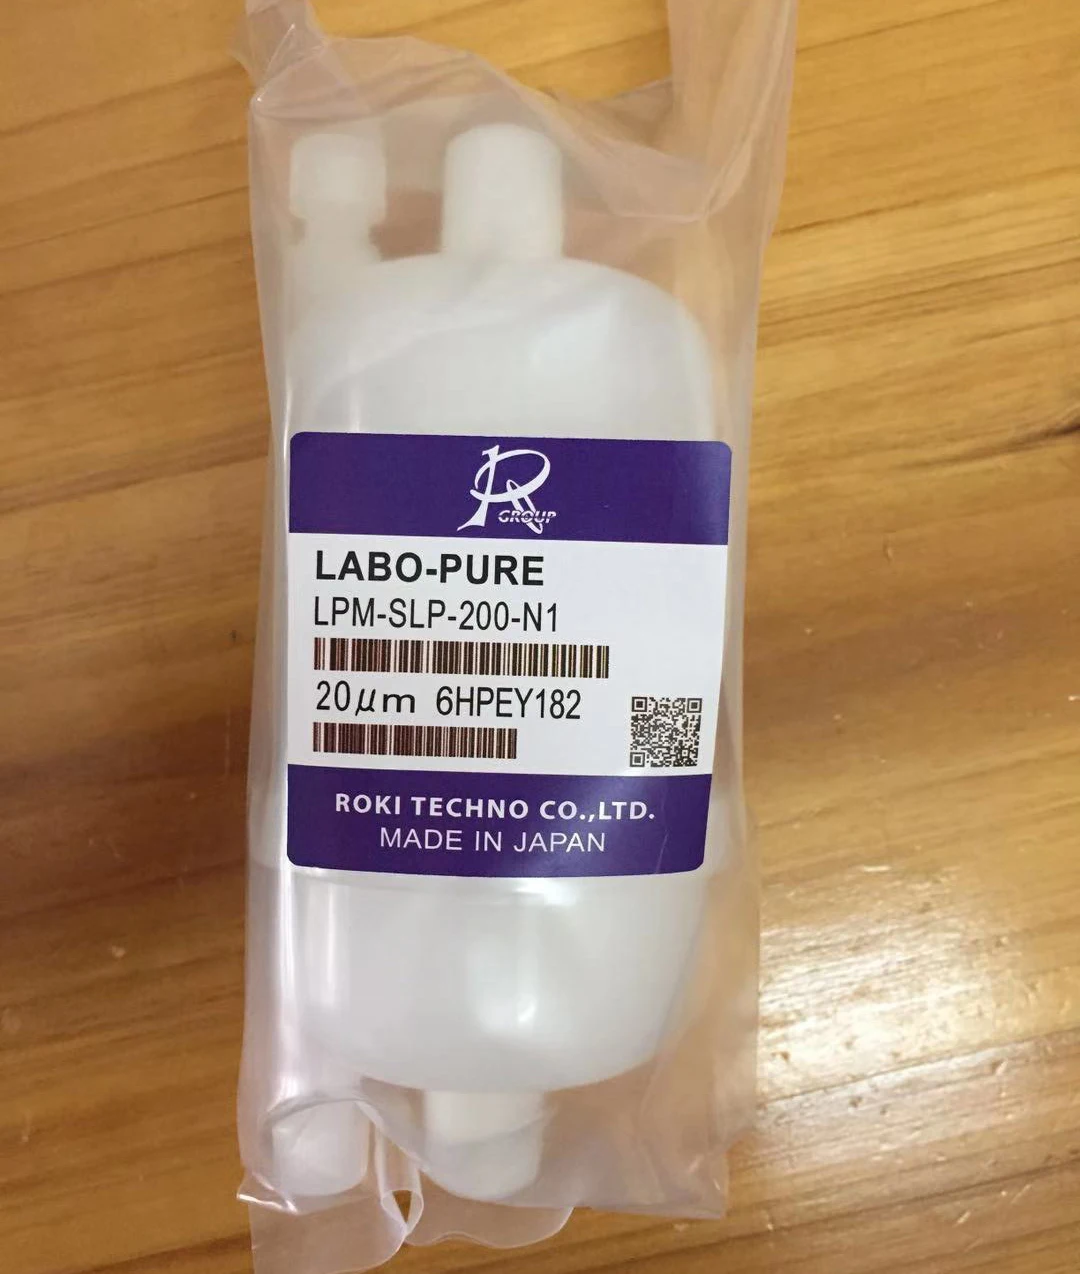 R
GROUP
LABO-PURE
LPM-SLP-200-N1
20μm 6HPEY182
ROKI TECHNO CO.,LTD.
MADE IN JAPAN